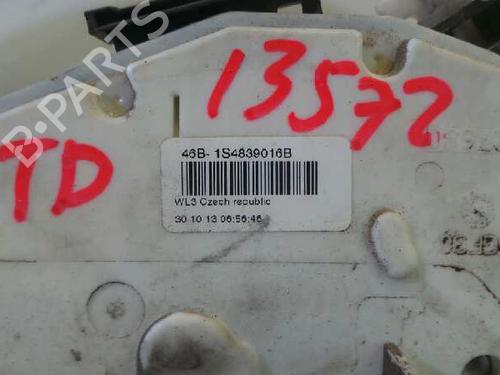 B-PARTS
13572
TD
46B- 1S4839016B
WL3 Czech republic
30 10 13 06:56:46